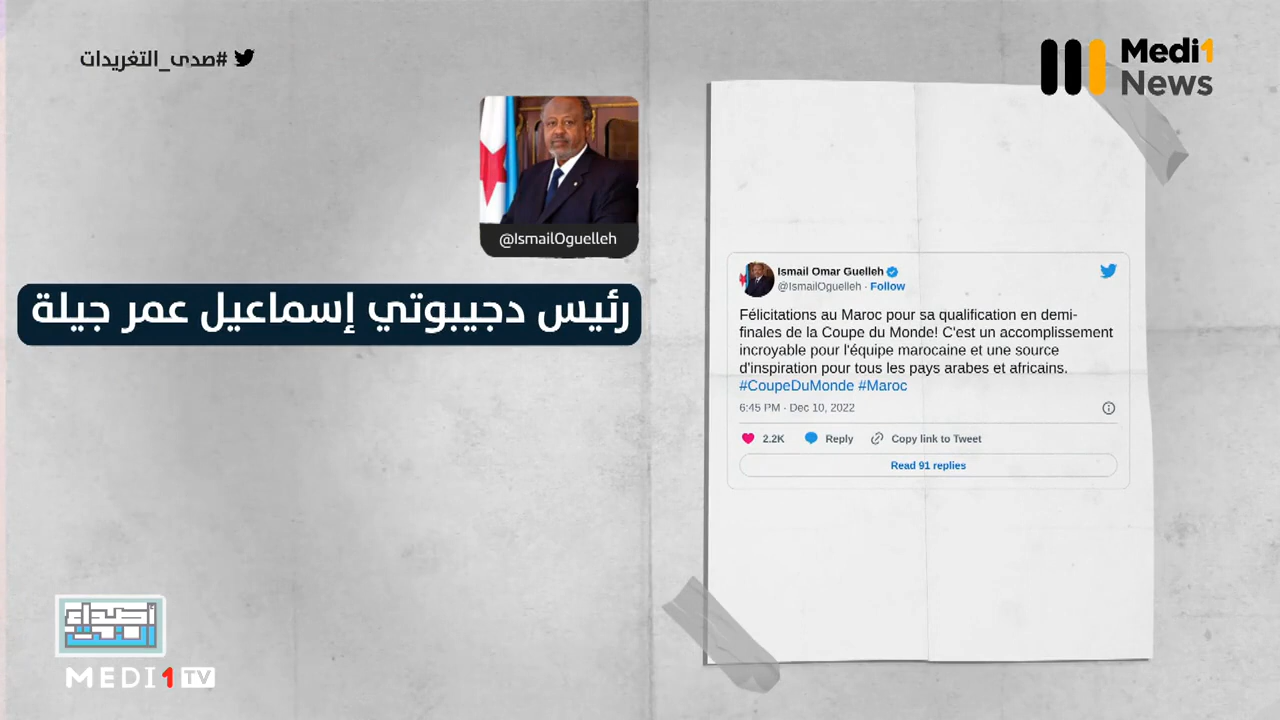 #صدى_التغريدات
Medi1
News
@IsmailOguelleh
رئيس دجيبوتي إسماعيل عمر جيلة
Ismail Omar Guelleh
@IsmailOguelleh · Follow
Félicitations au Maroc pour sa qualification en demi-
finales de la Coupe du Monde! C'est un accomplissement
incroyable pour l'équipe marocaine et une source
d'inspiration pour tous les pays arabes et africains.
#CoupeDuMonde #Maroc
6:45 PM · Dec 10, 2022
2.2K Reply Copy link to Tweet
Read 91 replies
أصداء
MEDI1 TV